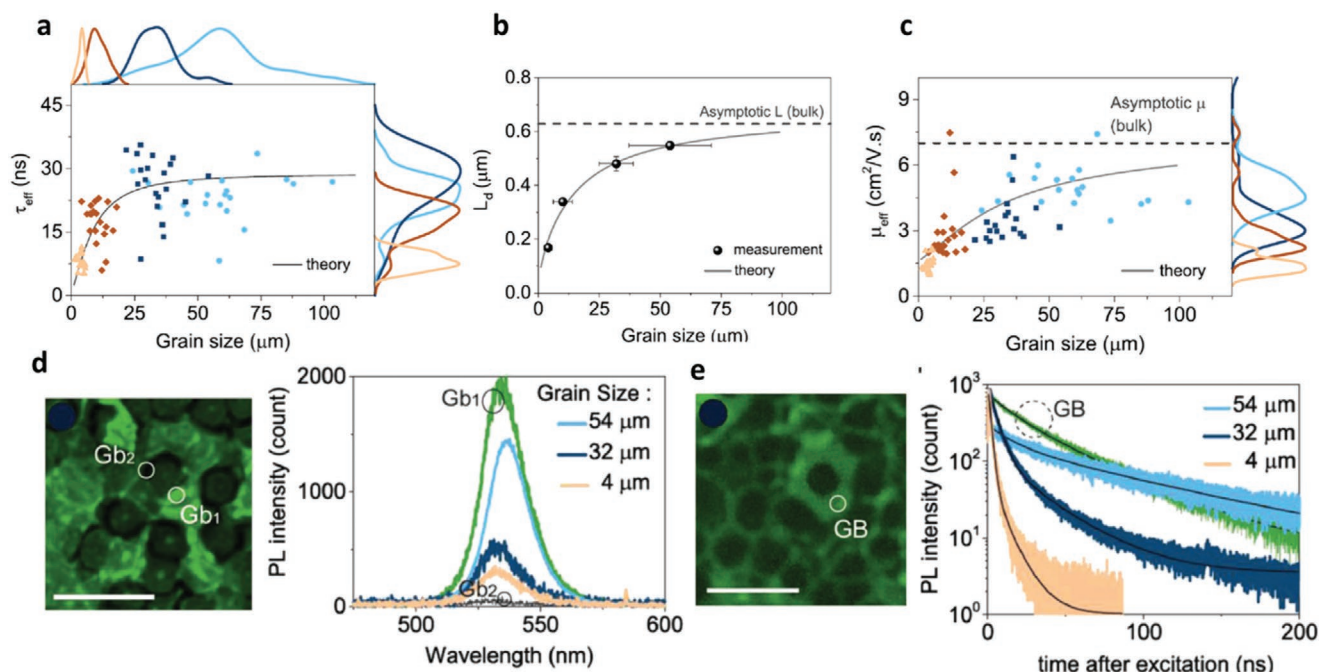 a
τeff (ns)
45
30
15
0
theory
0 25 50 75 100
Grain size (μm)
b
Ld (μm)
0.8
0.6
0.4
0.2
0.0
Asymptotic L (bulk)
measurement
theory
0 50 100
Grain size (μm)
c
μeff (cm²/V.s)
9
6
3
0
Asymptotic μ
(bulk)
theory
0 25 50 75 100
Grain size (μm)
d
Gb2
Gb1
PL intensity (count)
2000
1000
0
Gb1
Gb2
Grain Size :
54 μm
32 μm
4 μm
500 550 600
Wavelength (nm)
e
GB
PL intensity (count)
10³
10²
10¹
10⁰
GB
54 μm
32 μm
4 μm
0 100 200
time after excitation (ns)